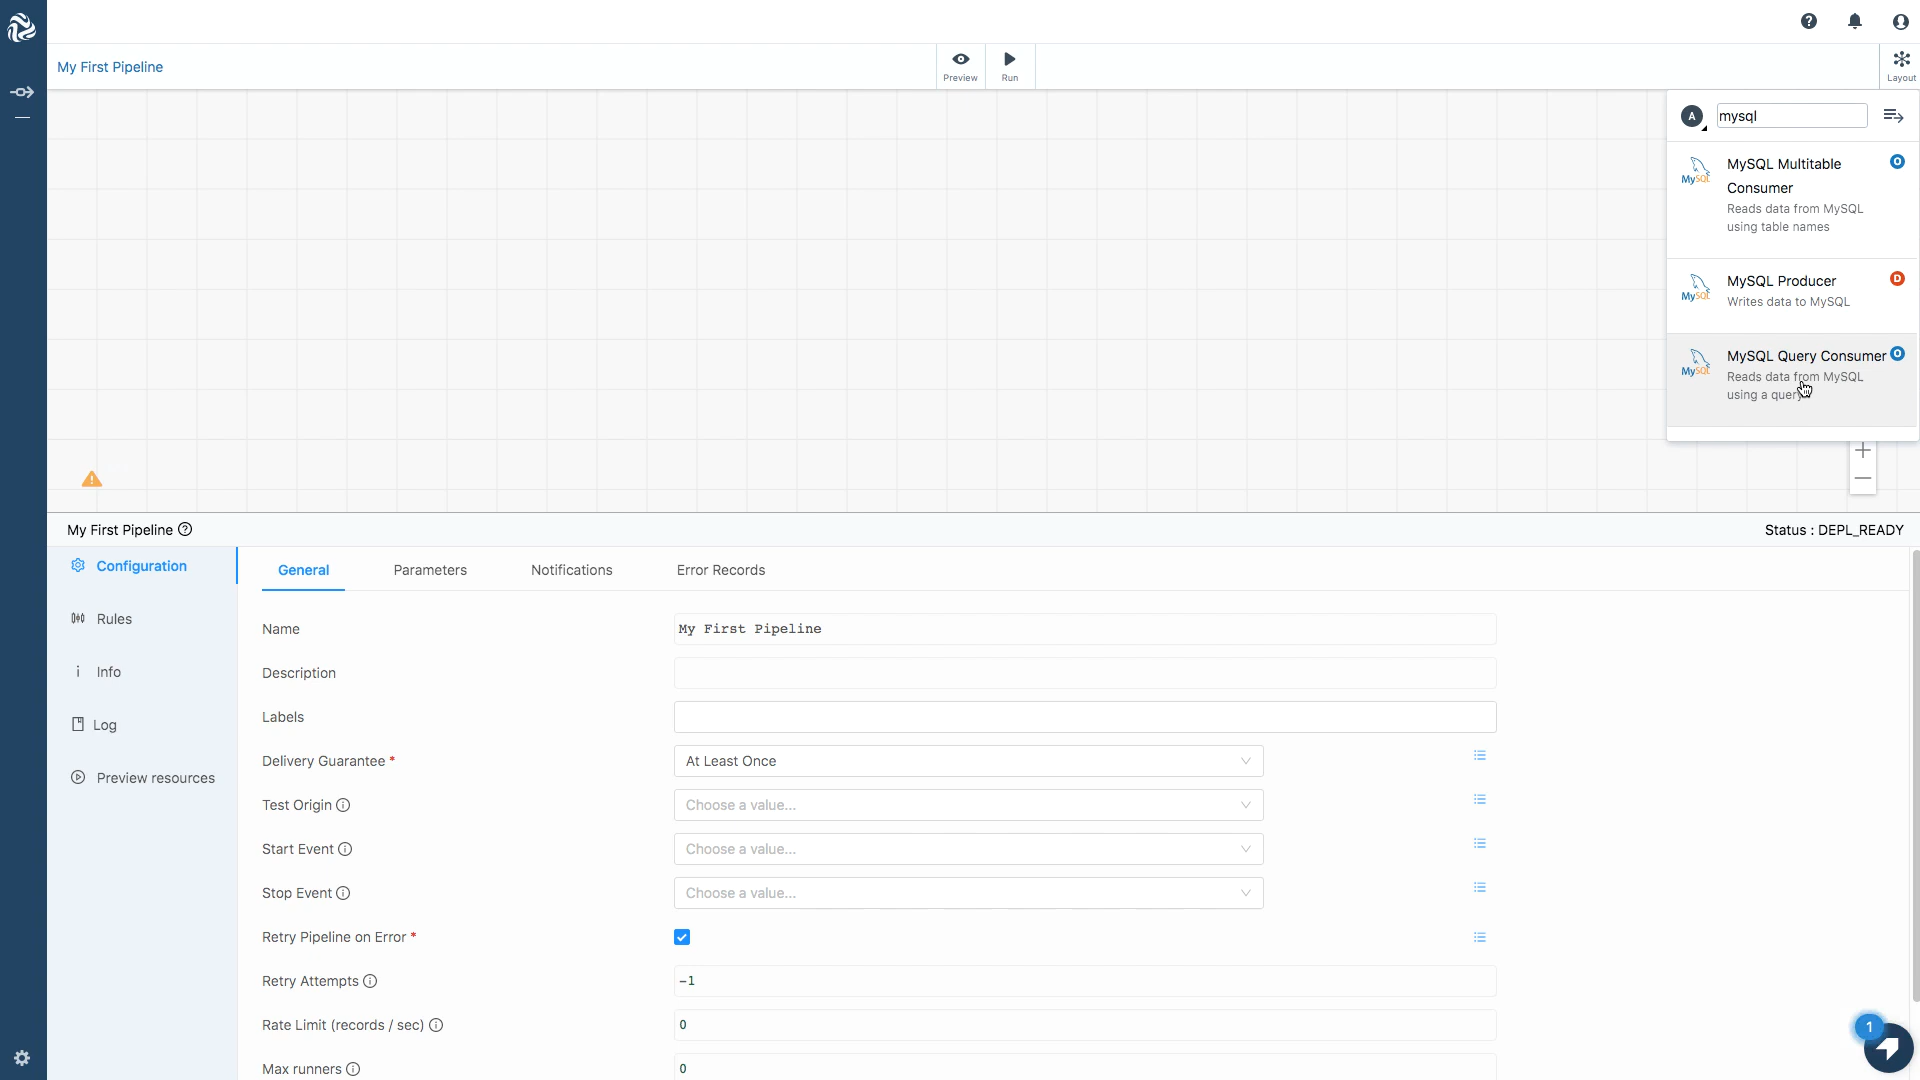 My First Pipeline
Preview
Run
Layout
A
mysql
MySQL
MySQL Multitable
Consumer
O
Reads data from MySQL
using table names
MySQL
MySQL Producer
D
Writes data to MySQL
MySQL
MySQL Query Consumer
O
Reads data from MySQL
using a query
My First Pipeline
Status : DEPL_READY
Configuration
Rules
Info
Log
Preview resources
General
Parameters
Notifications
Error Records
Name
My First Pipeline
Description
Labels
Delivery Guarantee *
At Least Once
Test Origin
Choose a value...
Start Event
Choose a value...
Stop Event
Choose a value...
Retry Pipeline on Error *
Retry Attempts
-1
Rate Limit (records / sec)
0
Max runners
0
1